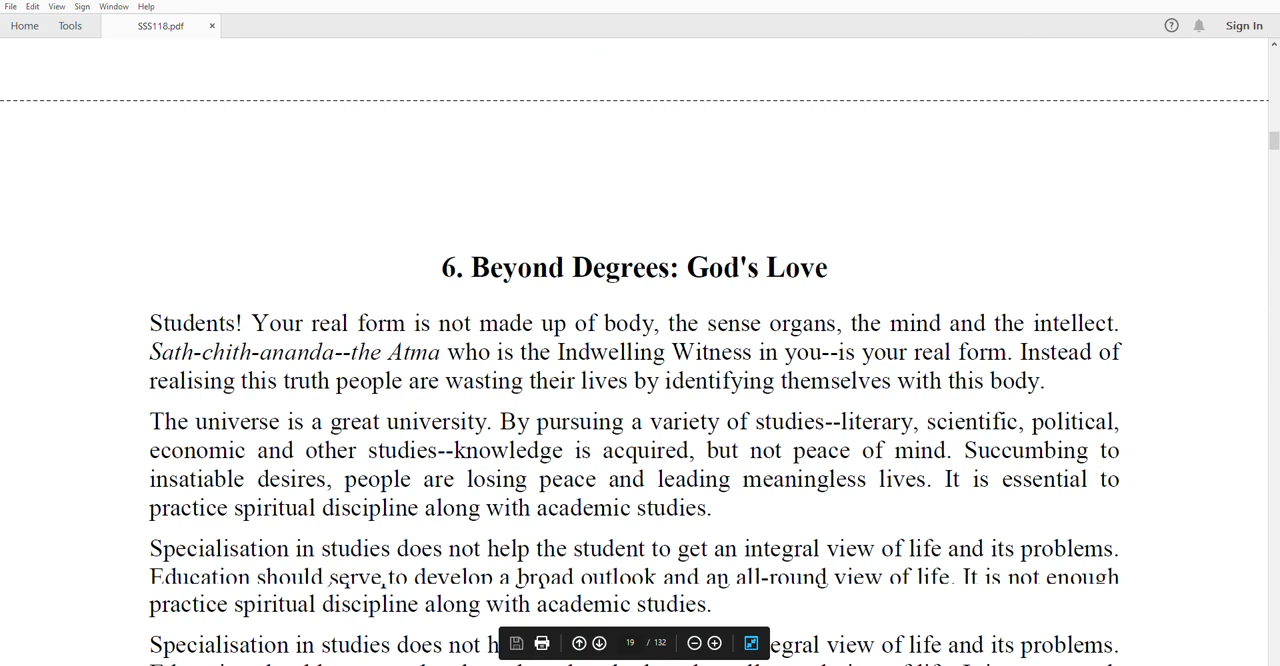 File Edit View Sign Window Help
Home Tools SSS118.pdf × ? Sign In
6. Beyond Degrees: God's Love
Students! Your real form is not made up of body, the sense organs, the mind and the intellect.
Sath-chith-ananda--the Atma who is the Indwelling Witness in you--is your real form. Instead of
realising this truth people are wasting their lives by identifying themselves with this body.
The universe is a great university. By pursuing a variety of studies--literary, scientific, political,
economic and other studies--knowledge is acquired, but not peace of mind. Succumbing to
insatiable desires, people are losing peace and leading meaningless lives. It is essential to
practice spiritual discipline along with academic studies.
Specialisation in studies does not help the student to get an integral view of life and its problems.
Education should serve to develop a broad outlook and an all-round view of life. It is not enough
practice spiritual discipline along with academic studies.
Specialisation in studies does not h egral view of life and its problems.
19 / 132